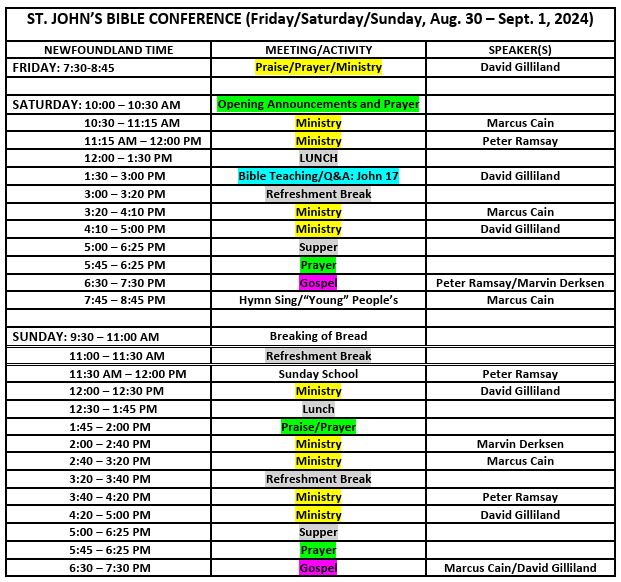 ST. JOHN'S BIBLE CONFERENCE (Friday/Saturday/Sunday, Aug. 30 – Sept. 1, 2024)
NEWFOUNDLAND TIME MEETING/ACTIVITY SPEAKER(S)
FRIDAY: 7:30-8:45 Praise/Prayer/Ministry David Gilliland
SATURDAY: 10:00 – 10:30 AM Opening Announcements and Prayer
10:30 – 11:15 AM Ministry Marcus Cain
11:15 AM – 12:00 PM Ministry Peter Ramsay
12:00 – 1:30 PM LUNCH
1:30 – 3:00 PM Bible Teaching/Q&A: John 17 David Gilliland
3:00 – 3:20 PM Refreshment Break
3:20 – 4:10 PM Ministry Marcus Cain
4:10 – 5:00 PM Ministry David Gilliland
5:00 – 6:25 PM Supper
5:45 – 6:25 PM Prayer
6:30 – 7:30 PM Gospel Peter Ramsay/Marvin Derksen
7:45 – 8:45 PM Hymn Sing/"Young" People's Marcus Cain
SUNDAY: 9:30 – 11:00 AM Breaking of Bread
11:00 – 11:30 AM Refreshment Break
11:30 AM – 12:00 PM Sunday School Peter Ramsay
12:00 – 12:30 PM Ministry David Gilliland
12:30 – 1:45 PM Lunch
1:45 – 2:00 PM Praise/Prayer
2:00 – 2:40 PM Ministry Marvin Derksen
2:40 – 3:20 PM Ministry Marcus Cain
3:20 – 3:40 PM Refreshment Break
3:40 – 4:20 PM Ministry Peter Ramsay
4:20 – 5:00 PM Ministry David Gilliland
5:00 – 6:25 PM Supper
5:45 – 6:25 PM Prayer
6:30 – 7:30 PM Gospel Marcus Cain/David Gilliland